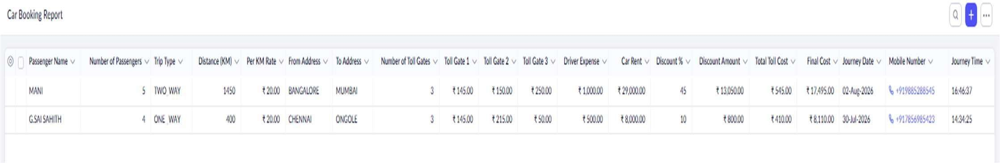 Car Booking Report
Passenger Name Number of Passengers Trip Type Distance (KM) Per KM Rate From Address To Address Number of Toll Gates Toll Gate 1 Toll Gate 2 Toll Gate 3 Driver Expense Car Rent Discount % Discount Amount Total Toll Cost Final Cost Journey Date Mobile Number Journey Time
MANI 5 TWO_WAY 1450 ₹ 20.00 BANGALORE MUMBAI 3 ₹ 145.00 ₹ 150.00 ₹ 250.00 ₹ 1,000.00 ₹ 29,000.00 45 ₹ 13,050.00 ₹ 545.00 ₹ 17,495.00 02-Aug-2026 +919885288545 16:46:37
G.SAI SAHITH 4 ONE_WAY 400 ₹ 20.00 CHENNAI ONGOLE 3 ₹ 145.00 ₹ 215.00 ₹ 50.00 ₹ 500.00 ₹ 8,000.00 10 ₹ 800.00 ₹ 410.00 ₹ 8,110.00 30-Jul-2026 +917856985423 14:34:25